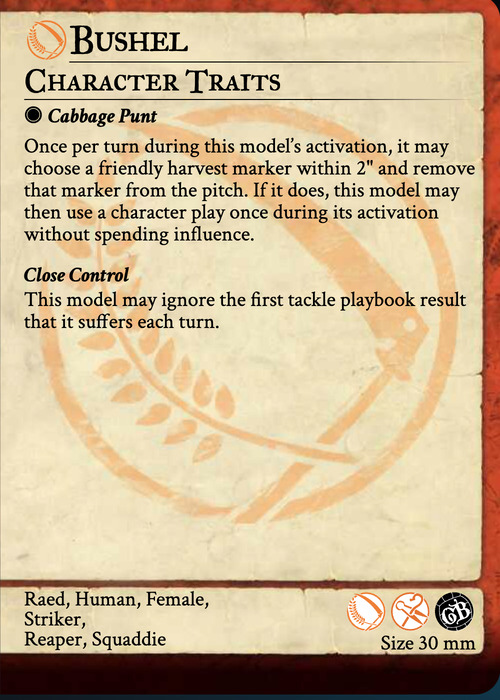 Bushel
Character Traits
Cabbage Punt
Once per turn during this model's activation, it may
choose a friendly harvest marker within 2" and remove
that marker from the pitch. If it does, this model may
then use a character play once during its activation
without spending influence.
Close Control
This model may ignore the first tackle playbook result
that it suffers each turn.
Raed, Human, Female,
Striker,
Reaper, Squaddie
GB
Size 30 mm